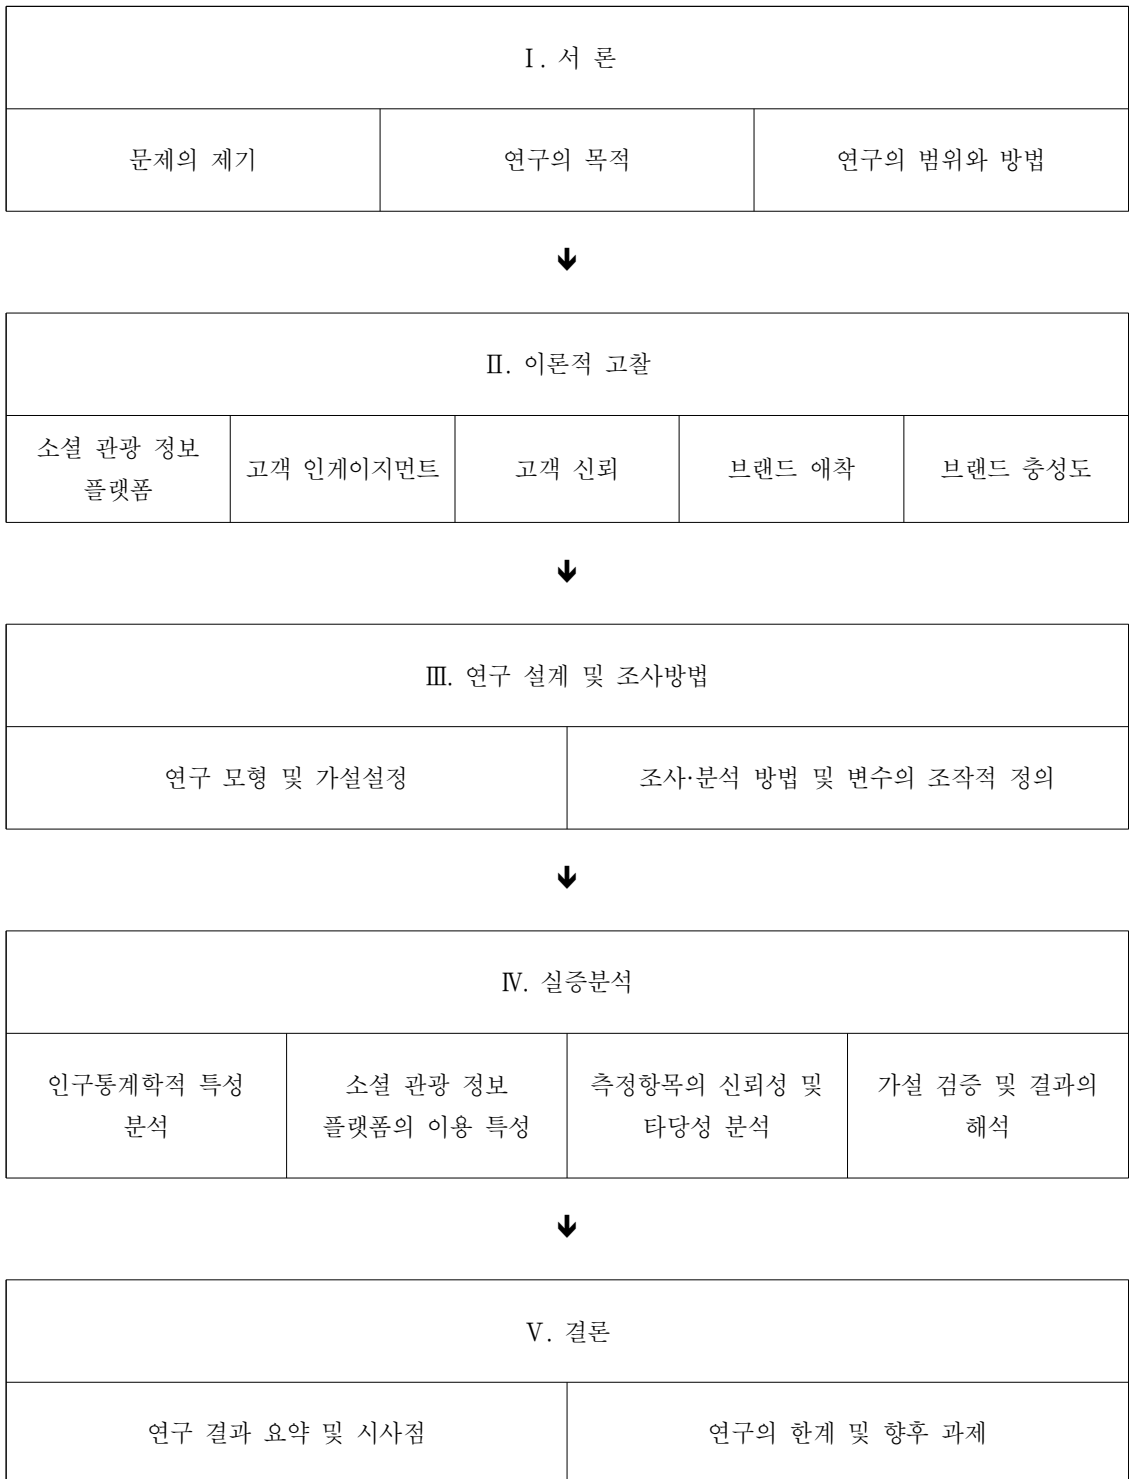 Ⅰ. 서 론
문제의 제기
연구의 목적
연구의 범위와 방법
Ⅱ. 이론적 고찰
소셜 관광 정보
플랫폼
고객 인게이지먼트
고객 신뢰
브랜드 애착
브랜드 충성도
Ⅲ. 연구 설계 및 조사방법
연구 모형 및 가설설정
조사·분석 방법 및 변수의 조작적 정의
Ⅳ. 실증분석
인구통계학적 특성
분석
소셜 관광 정보
플랫폼의 이용 특성
측정항목의 신뢰성 및
타당성 분석
가설 검증 및 결과의
해석
Ⅴ. 결론
연구 결과 요약 및 시사점
연구의 한계 및 향후 과제